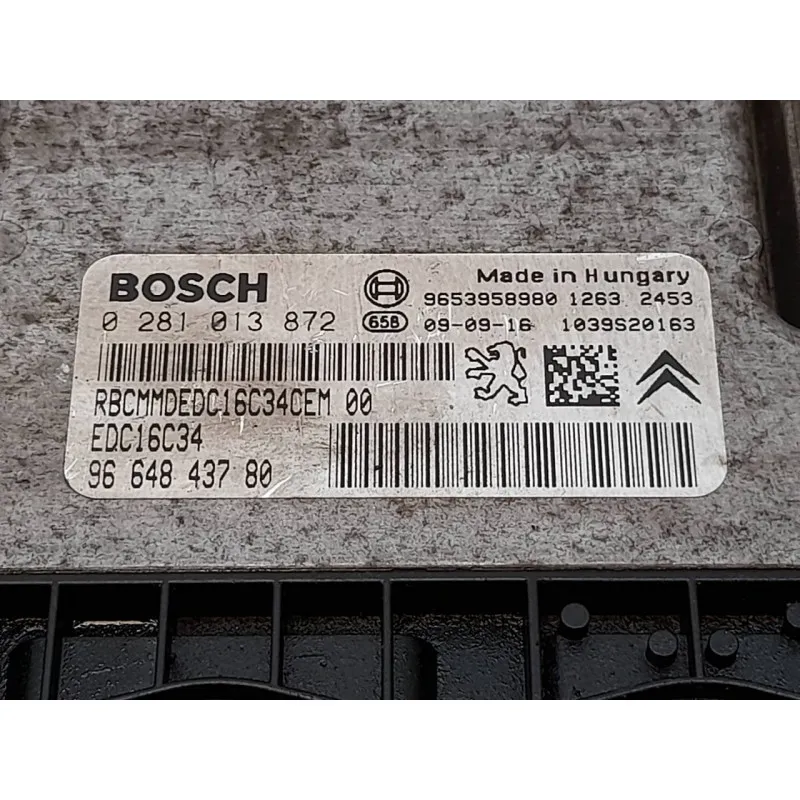 BOSCH
Made in Hungary
9653958980 1263 2453
0 281 013 872
65B 09-09-16 1039S20163
RBCMMDEDC16C34CEM 00
EDC16C34
96 648 437 80